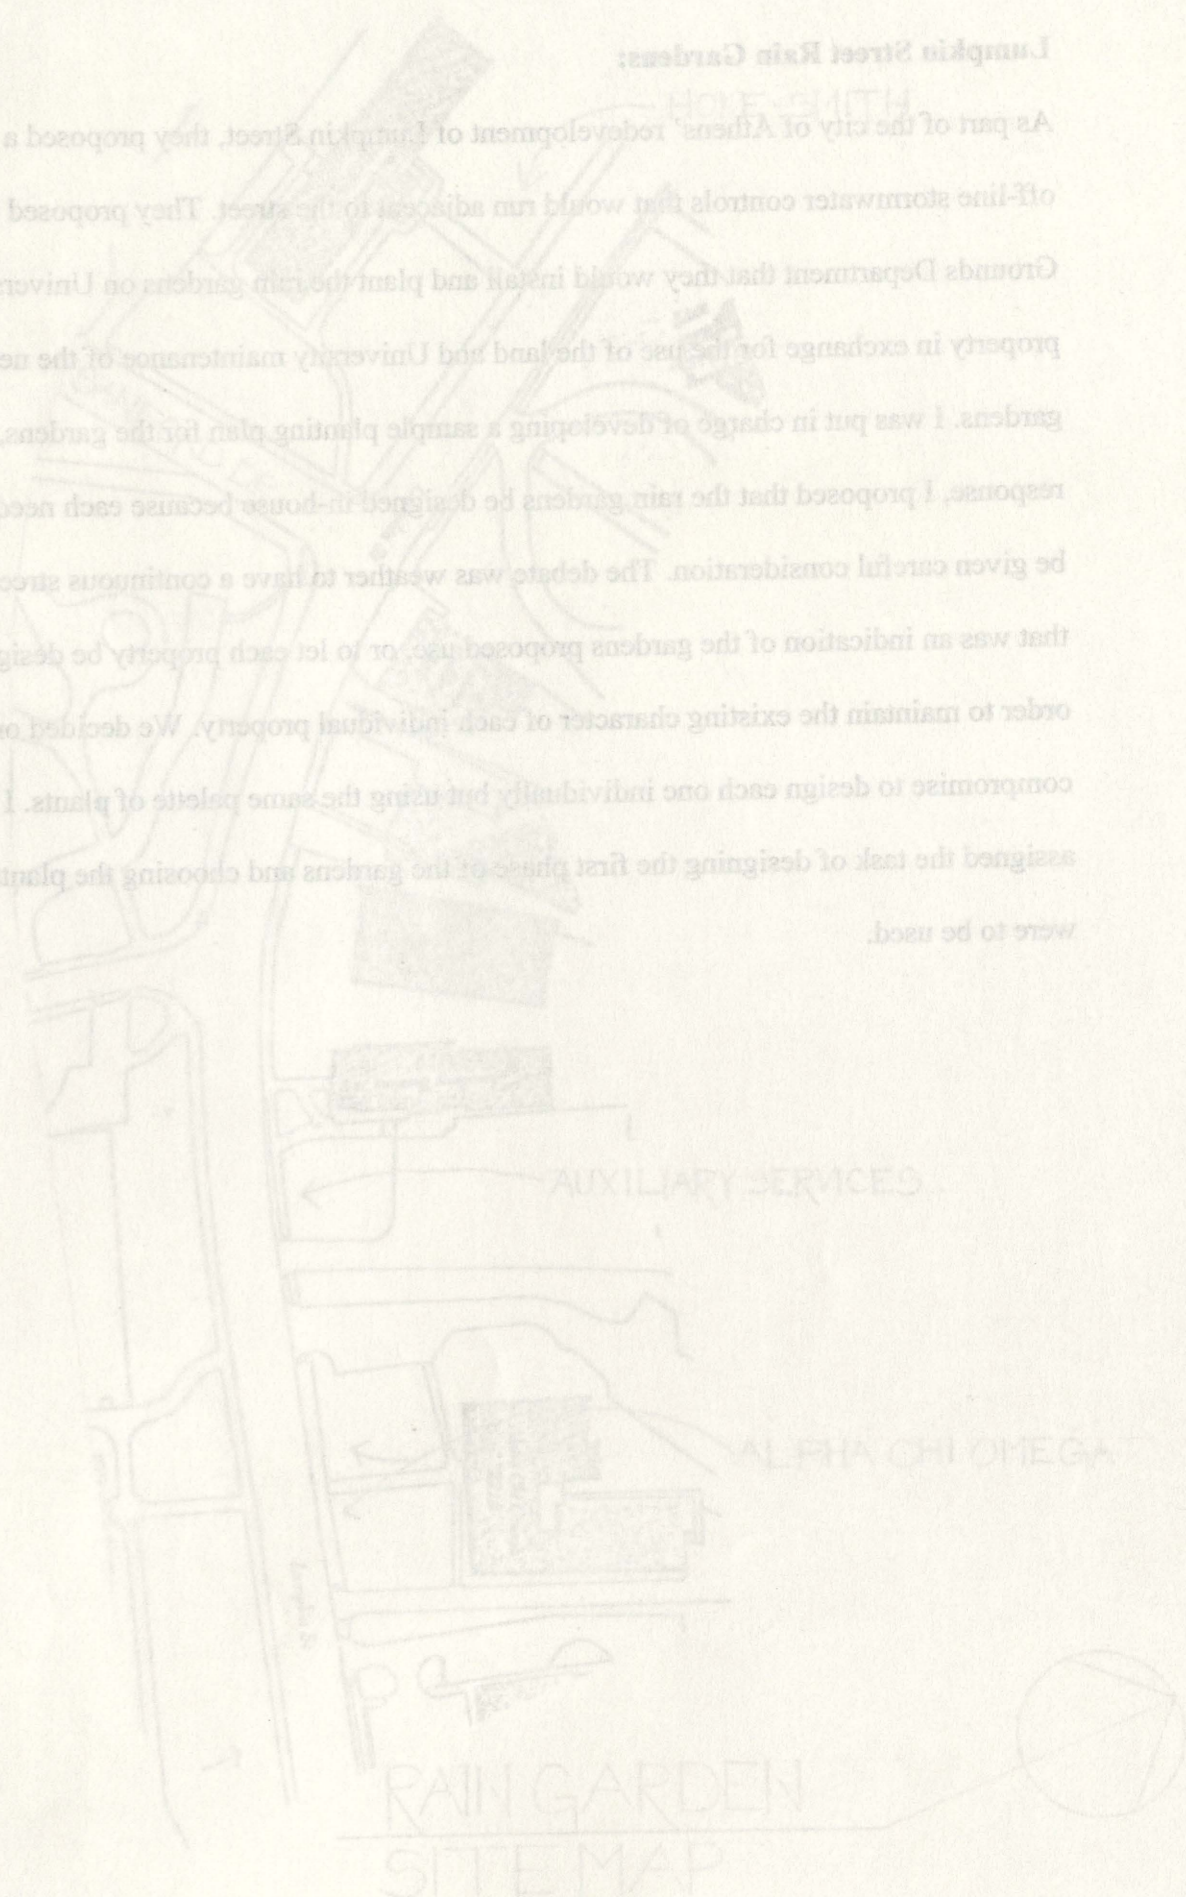 Lumpkin Street Rain Gardens:
As part of the city of Athens' redevelopment of Lumpkin Street, they proposed a
off-line stormwater controls that would run adjacent to the street. They proposed
Grounds Department that they would install and plant the rain gardens on Univer
property in exchange for the use of the land and University maintenance of the ne
gardens. I was put in charge of developing a sample planting plan for the gardens.
response, I proposed that the rain gardens be designed in-house because each need
be given careful consideration. The debate was weather to have a continuous stree
that was an indication of the gardens proposed use, or to let each property be desig
order to maintain the existing character of each individual property. We decided on
compromise to design each one individually but using the same palette of plants. I
assigned the task of designing the first phase of the gardens and choosing the plant
were to be used.
AUXILIARY SERVICES
ALPHA CHI OMEGA
Lumpkin St.
RAIN GARDEN
SITE MAP